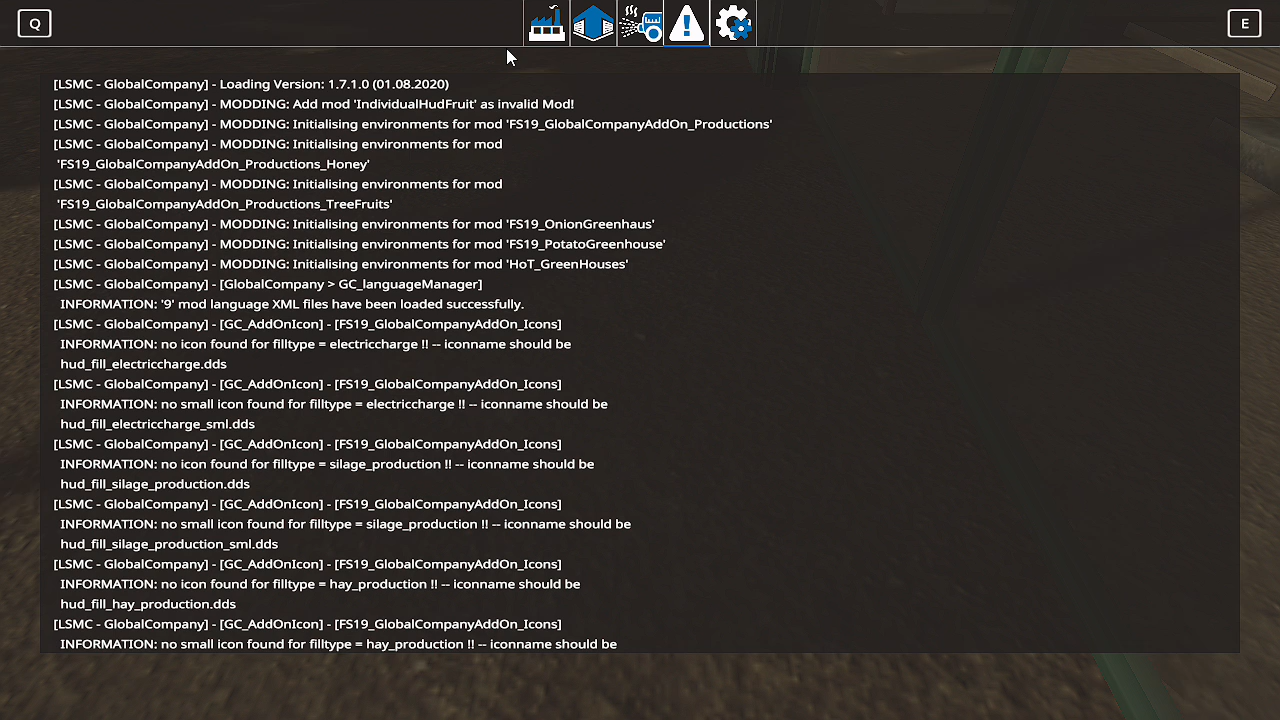 Q
E
[LSMC - GlobalCompany] - Loading Version: 1.7.1.0 (01.08.2020)
[LSMC - GlobalCompany] - MODDING: Add mod 'IndividualHudFruit' as invalid Mod!
[LSMC - GlobalCompany] - MODDING: Initialising environments for mod 'FS19_GlobalCompanyAddOn_Productions'
[LSMC - GlobalCompany] - MODDING: Initialising environments for mod
'FS19_GlobalCompanyAddOn_Productions_Honey'
[LSMC - GlobalCompany] - MODDING: Initialising environments for mod
'FS19_GlobalCompanyAddOn_Productions_TreeFruits'
[LSMC - GlobalCompany] - MODDING: Initialising environments for mod 'FS19_OnionGreenhaus'
[LSMC - GlobalCompany] - MODDING: Initialising environments for mod 'FS19_PotatoGreenhouse'
[LSMC - GlobalCompany] - MODDING: Initialising environments for mod 'HoT_GreenHouses'
[LSMC - GlobalCompany] - [GlobalCompany > GC_languageManager]
INFORMATION: '9' mod language XML files have been loaded successfully.
[LSMC - GlobalCompany] - [GC_AddOnIcon] - [FS19_GlobalCompanyAddOn_Icons]
INFORMATION: no icon found for filltype = electriccharge !! -- iconname should be
hud_fill_electriccharge.dds
[LSMC - GlobalCompany] - [GC_AddOnIcon] - [FS19_GlobalCompanyAddOn_Icons]
INFORMATION: no small icon found for filltype = electriccharge !! -- iconname should be
hud_fill_electriccharge_sml.dds
[LSMC - GlobalCompany] - [GC_AddOnIcon] - [FS19_GlobalCompanyAddOn_Icons]
INFORMATION: no icon found for filltype = silage_production !! -- iconname should be
hud_fill_silage_production.dds
[LSMC - GlobalCompany] - [GC_AddOnIcon] - [FS19_GlobalCompanyAddOn_Icons]
INFORMATION: no small icon found for filltype = silage_production !! -- iconname should be
hud_fill_silage_production_sml.dds
[LSMC - GlobalCompany] - [GC_AddOnIcon] - [FS19_GlobalCompanyAddOn_Icons]
INFORMATION: no icon found for filltype = hay_production !! -- iconname should be
hud_fill_hay_production.dds
[LSMC - GlobalCompany] - [GC_AddOnIcon] - [FS19_GlobalCompanyAddOn_Icons]
INFORMATION: no small icon found for filltype = hay_production !! -- iconname should be